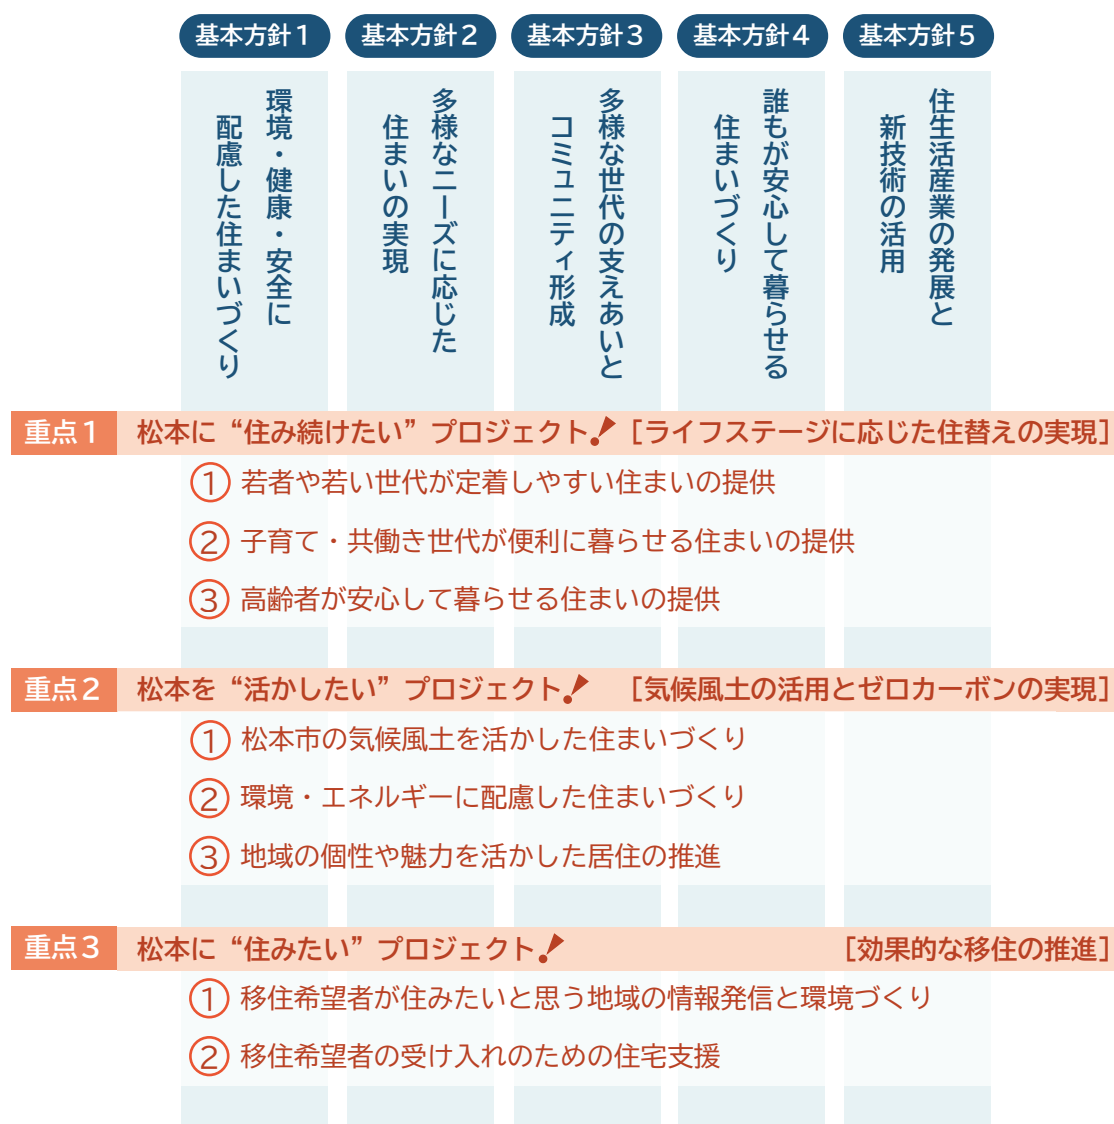 基本方針1
基本方針2
基本方針3
基本方針4
基本方針5
環境・健康・安全に
配慮した住まいづくり
多様なニーズに応じた
住まいの実現
多様な世代の支えあいと
コミュニティ形成
誰もが安心して暮らせる
住まいづくり
住生活産業の発展と
新技術の活用
重点1 松本に“住み続けたい”プロジェクト! [ライフステージに応じた住替えの実現]
① 若者や若い世代が定着しやすい住まいの提供
② 子育て・共働き世代が便利に暮らせる住まいの提供
③ 高齢者が安心して暮らせる住まいの提供
重点2 松本を“活かしたい”プロジェクト! [気候風土の活用とゼロカーボンの実現]
① 松本市の気候風土を活かした住まいづくり
② 環境・エネルギーに配慮した住まいづくり
③ 地域の個性や魅力を活かした居住の推進
重点3 松本に“住みたい”プロジェクト! [効果的な移住の推進]
① 移住希望者が住みたいと思う地域の情報発信と環境づくり
② 移住希望者の受け入れのための住宅支援